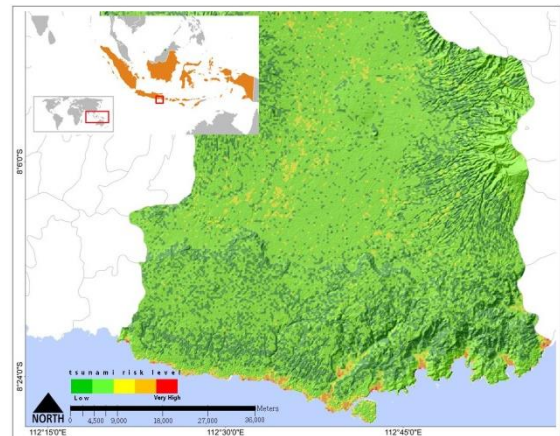 8°6'0"S
8°24'0"S
tsunami risk level
Low Very High
Meters
0 4,500 9,000 18,000 27,000 36,000
NORTH
112°15'0"E 112°30'0"E 112°45'0"E